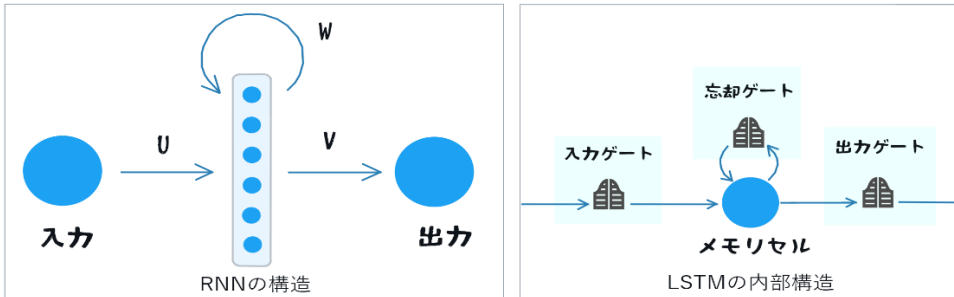 W
U
V
入力
出力
RNNの構造
忘却ゲート
入力ゲート
出力ゲート
メモリセル
LSTMの内部構造